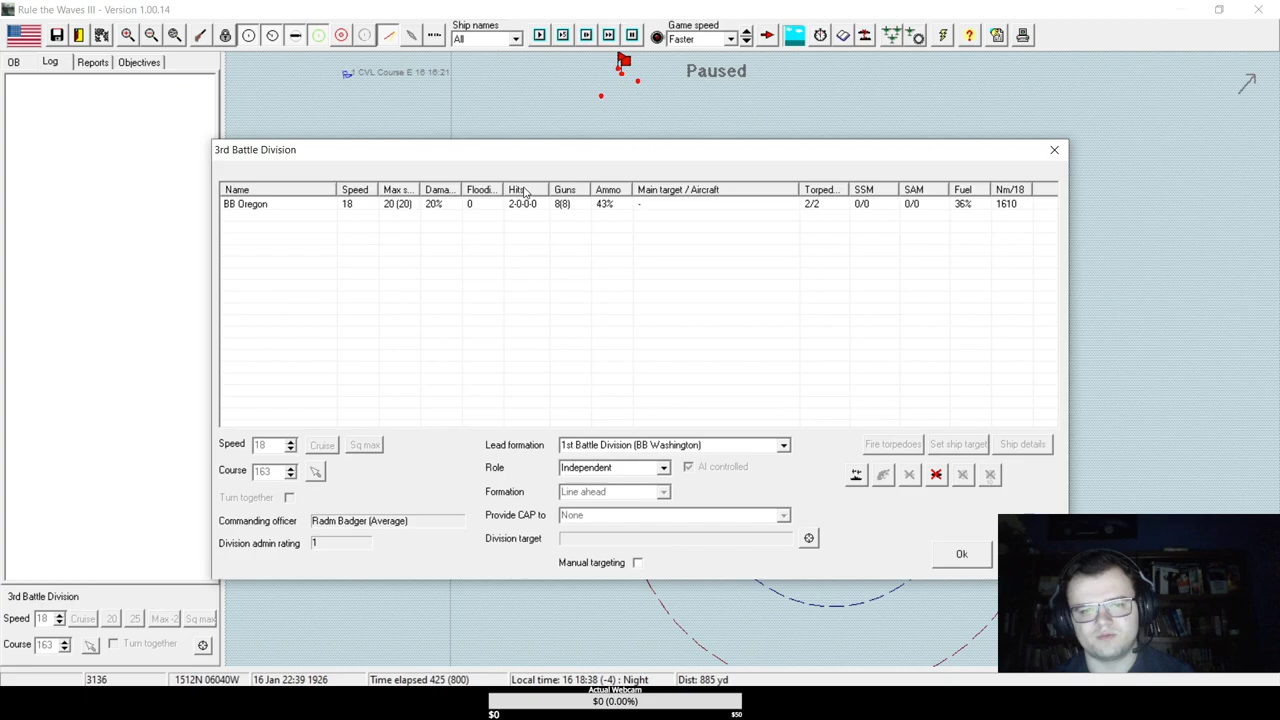 Rule the Waves III - Version 1.00.14
Ship names
All
Game speed
Faster
OB
Log
Reports
Objectives
1 CVL Course E 16 16:21
Paused
3rd Battle Division
Name
Speed
Max s...
Dama...
Floodi...
Hits
Guns
Ammo
Main target / Aircraft
Torped...
SSM
SAM
Fuel
Nm/18
BB Oregon
18
20 (20)
20%
0
2-0-0-0
8(8)
43%
-
2/2
0/0
0/0
36%
1610
Speed
18
Cruise
Sq max
Course
163
Turn together
Commanding officer
Radm Badger (Average)
Division admin rating
1
Lead formation
1st Battle Division (BB Washington)
Role
Independent
AI controlled
Formation
Line ahead
Provide CAP to
None
Division target
Manual targeting
Fire torpedoes
Set ship target
Ship details
Ok
3rd Battle Division
Speed
18
Cruise
20
25
Max -2
Sq max
Course
163
Turn together
3136
1512N 06040W
16 Jan 22:39 1926
Time elapsed 425 (800)
Local time: 16 18:38 (-4) : Night
Dist: 885 yd
Actual Webcam
$0 (0.00%)
$0
$50